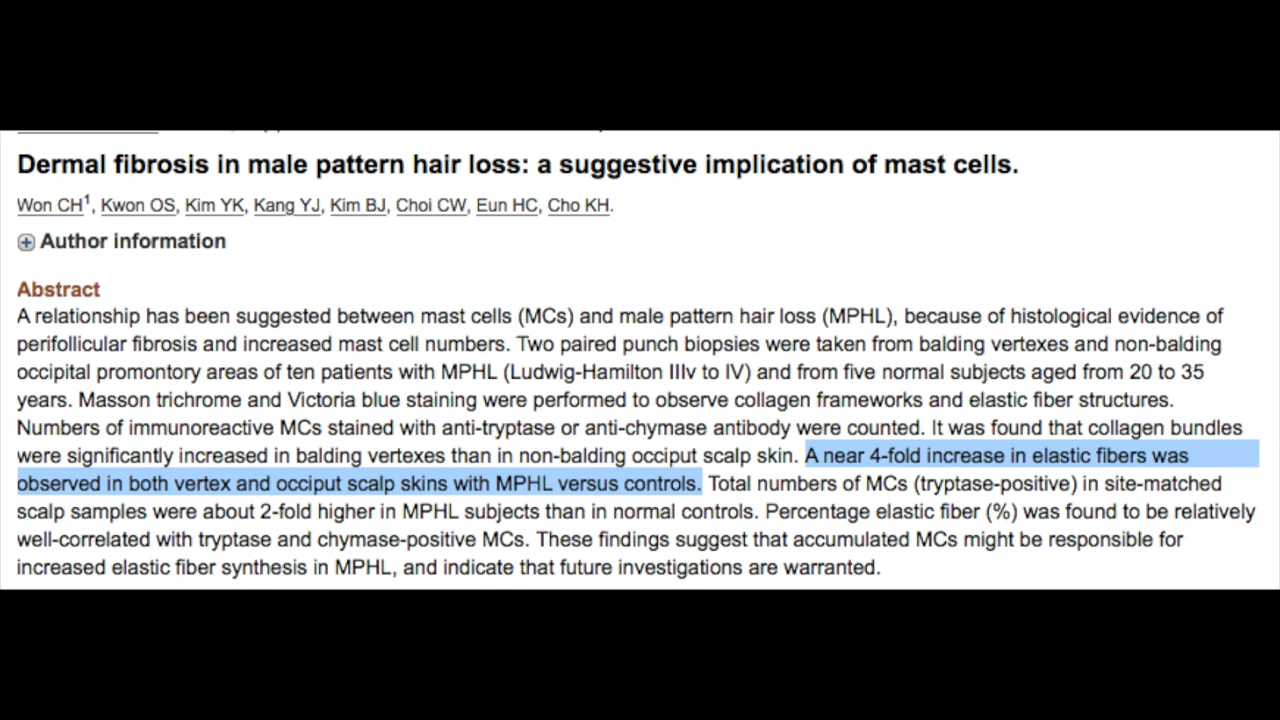 Dermal fibrosis in male pattern hair loss: a suggestive implication of mast cells.
Won CH1, Kwon OS, Kim YK, Kang YJ, Kim BJ, Choi CW, Eun HC, Cho KH.
Author information
Abstract
A relationship has been suggested between mast cells (MCs) and male pattern hair loss (MPHL), because of histological evidence of
perifollicular fibrosis and increased mast cell numbers. Two paired punch biopsies were taken from balding vertexes and non-balding
occipital promontory areas of ten patients with MPHL (Ludwig-Hamilton IIIv to IV) and from five normal subjects aged from 20 to 35
years. Masson trichrome and Victoria blue staining were performed to observe collagen frameworks and elastic fiber structures.
Numbers of immunoreactive MCs stained with anti-tryptase or anti-chymase antibody were counted. It was found that collagen bundles
were significantly increased in balding vertexes than in non-balding occiput scalp skin. A near 4-fold increase in elastic fibers was
observed in both vertex and occiput scalp skins with MPHL versus controls. Total numbers of MCs (tryptase-positive) in site-matched
scalp samples were about 2-fold higher in MPHL subjects than in normal controls. Percentage elastic fiber (%) was found to be relatively
well-correlated with tryptase and chymase-positive MCs. These findings suggest that accumulated MCs might be responsible for
increased elastic fiber synthesis in MPHL, and indicate that future investigations are warranted.